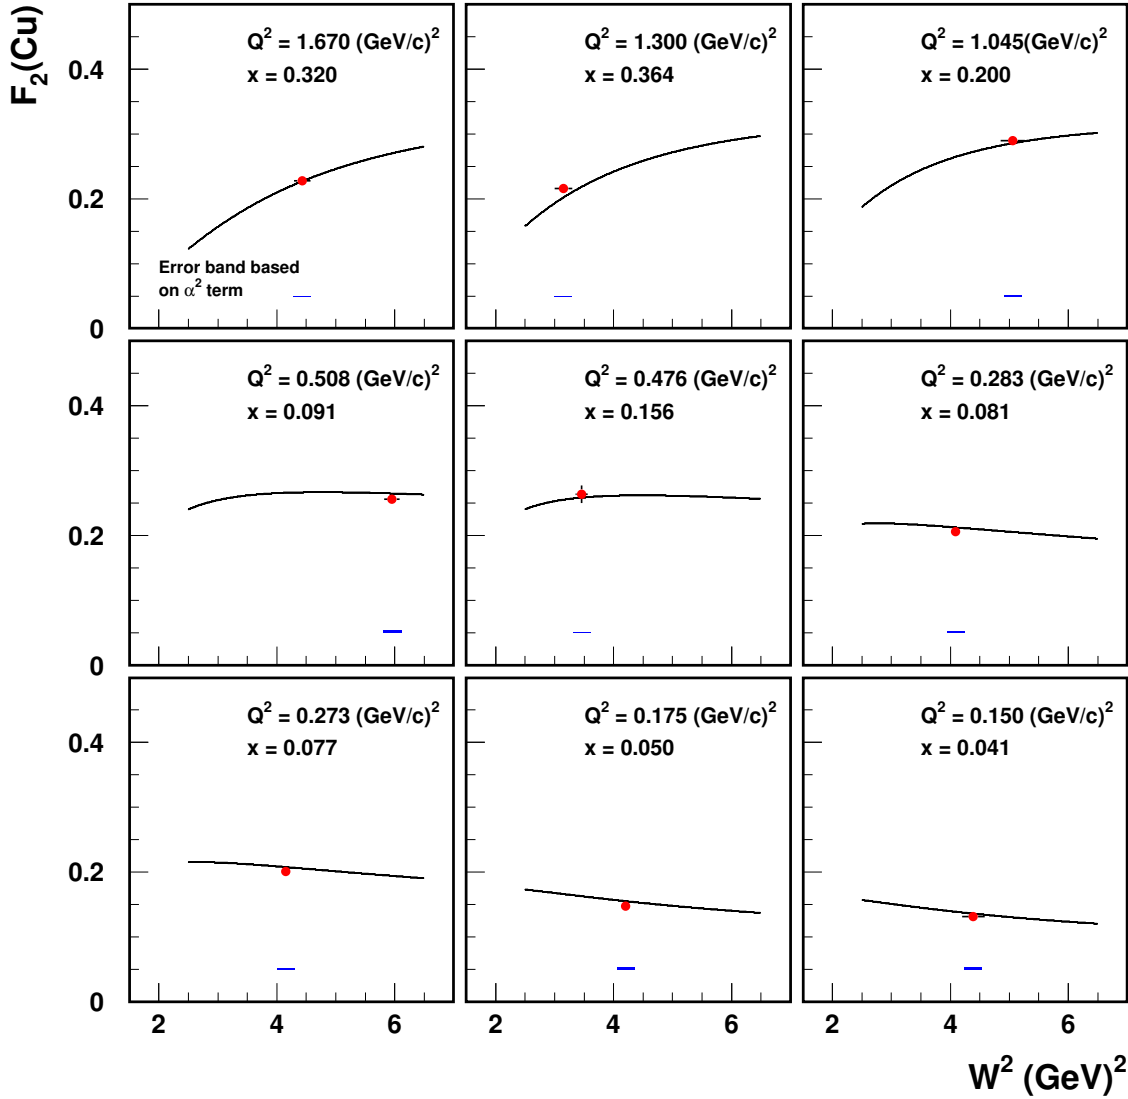 F₂(Cu)
Q² = 1.670 (GeV/c)²
x = 0.320
Q² = 1.300 (GeV/c)²
x = 0.364
Q² = 1.045(GeV/c)²
x = 0.200
0.4
0.2
0
Error band based
on α² term
Q² = 0.508 (GeV/c)²
x = 0.091
Q² = 0.476 (GeV/c)²
x = 0.156
Q² = 0.283 (GeV/c)²
x = 0.081
0.4
0.2
0
Q² = 0.273 (GeV/c)²
x = 0.077
Q² = 0.175 (GeV/c)²
x = 0.050
Q² = 0.150 (GeV/c)²
x = 0.041
0.4
0.2
0
2 4 6
2 4 6
2 4 6
W² (GeV)²